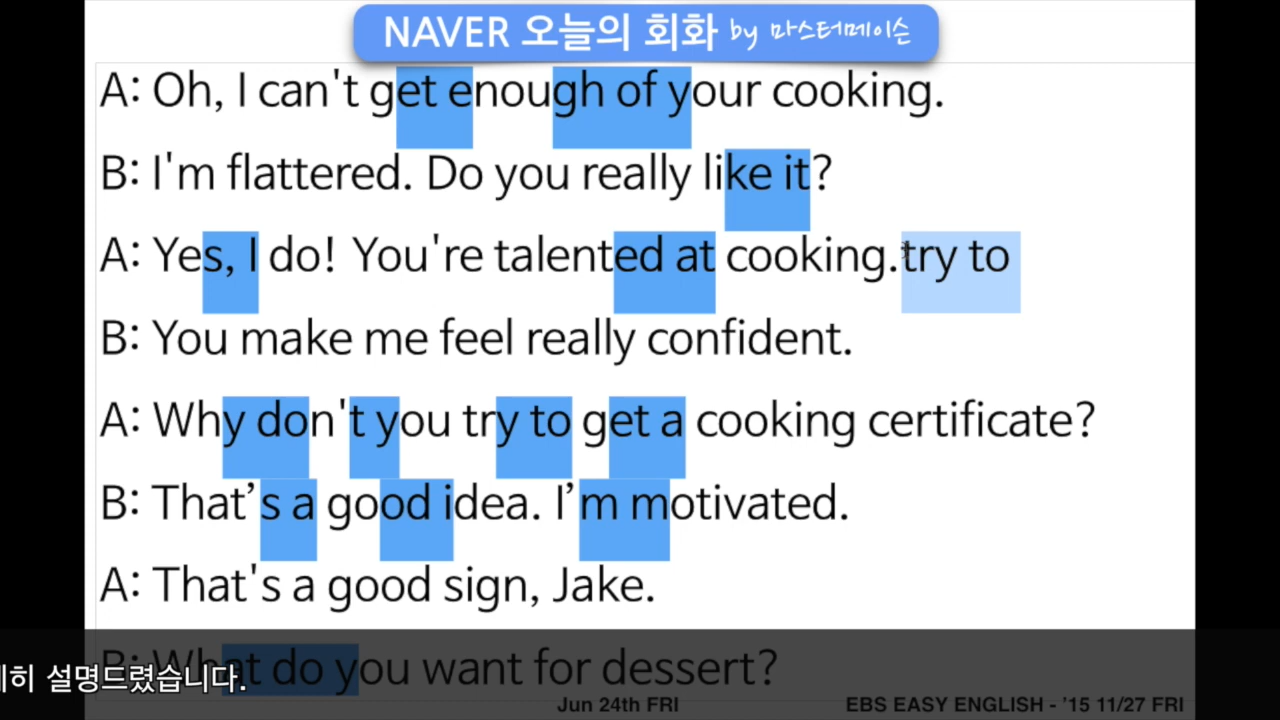 NAVER 오늘의 회화 by 마스터메이슨
A: Oh, I can't get enough of your cooking.
B: I'm flattered. Do you really like it?
A: Yes, I do! You're talented at cooking.try to
B: You make me feel really confident.
A: Why don't you try to get a cooking certificate?
B: That’s a good idea. I’m motivated.
A: That's a good sign, Jake.
B: What do you want for dessert?
설명드렸습니다.
Jun 24th FRI
EBS EASY ENGLISH - '15 11/27 FRI